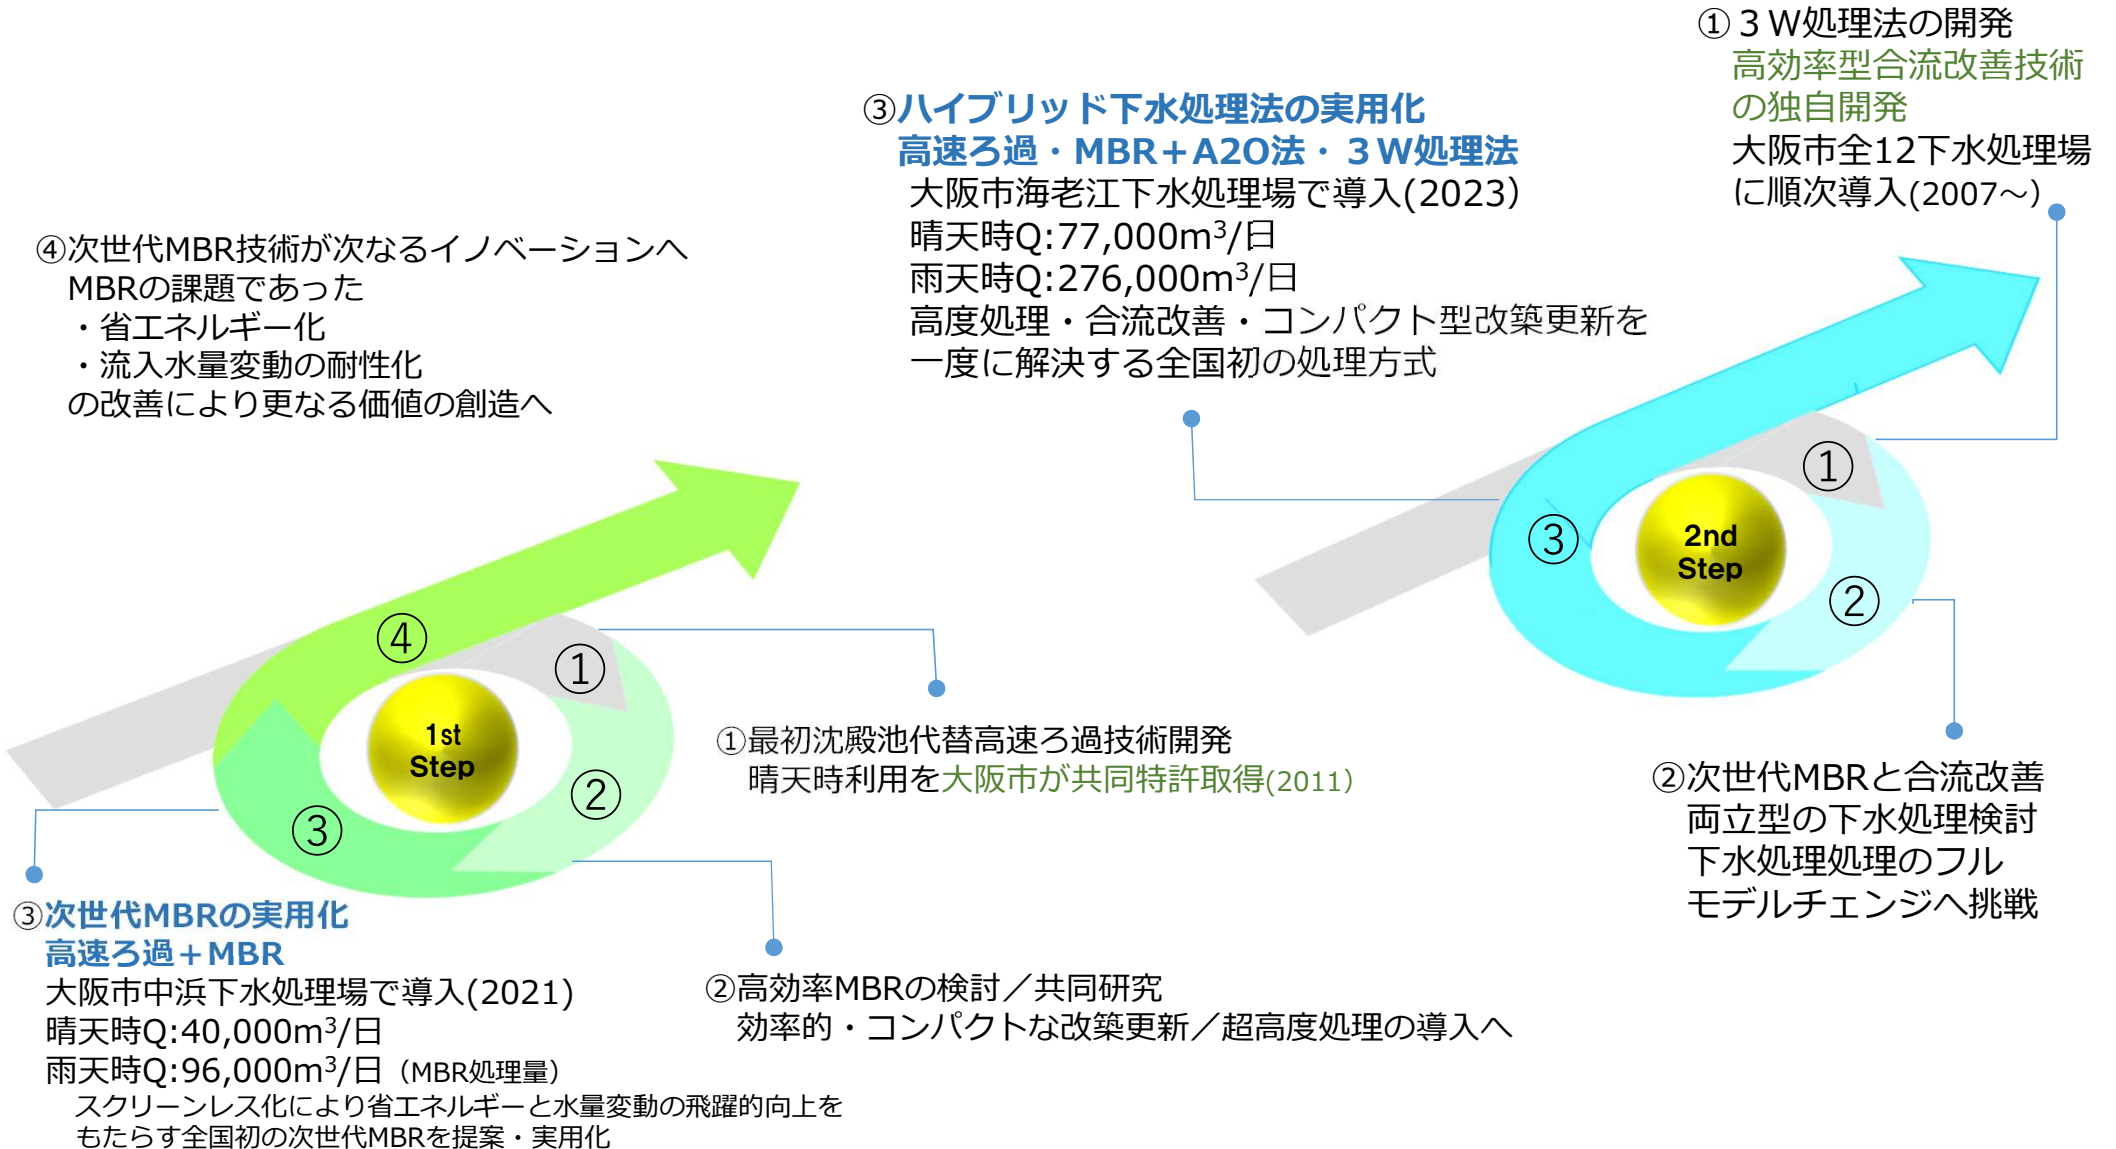 ①３Ｗ処理法の開発
高効率型合流改善技術
の独自開発
大阪市全12下水処理場
に順次導入(2007～）
③ハイブリッド下水処理法の実用化
高速ろ過・MBR＋A2O法・３Ｗ処理法
大阪市海老江下水処理場で導入(2023）
晴天時Q:77,000m³/日
雨天時Q:276,000m³/日
高度処理・合流改善・コンパクト型改築更新を
一度に解決する全国初の処理方式
④次世代MBR技術が次なるイノベーションへ
MBRの課題であった
・省エネルギー化
・流入水量変動の耐性化
の改善により更なる価値の創造へ
①
②
③
2nd
Step
④
①
②
③
1st
Step
①最初沈殿池代替高速ろ過技術開発
晴天時利用を大阪市が共同特許取得(2011）
②次世代MBRと合流改善
両立型の下水処理検討
下水処理処理のフル
モデルチェンジへ挑戦
③次世代MBRの実用化
高速ろ過＋MBR
大阪市中浜下水処理場で導入(2021)
晴天時Q:40,000m³/日
雨天時Q:96,000m³/日（MBR処理量）
スクリーンレス化により省エネルギーと水量変動の飛躍的向上を
もたらす全国初の次世代MBRを提案・実用化
②高効率MBRの検討／共同研究
効率的・コンパクトな改築更新／超高度処理の導入へ